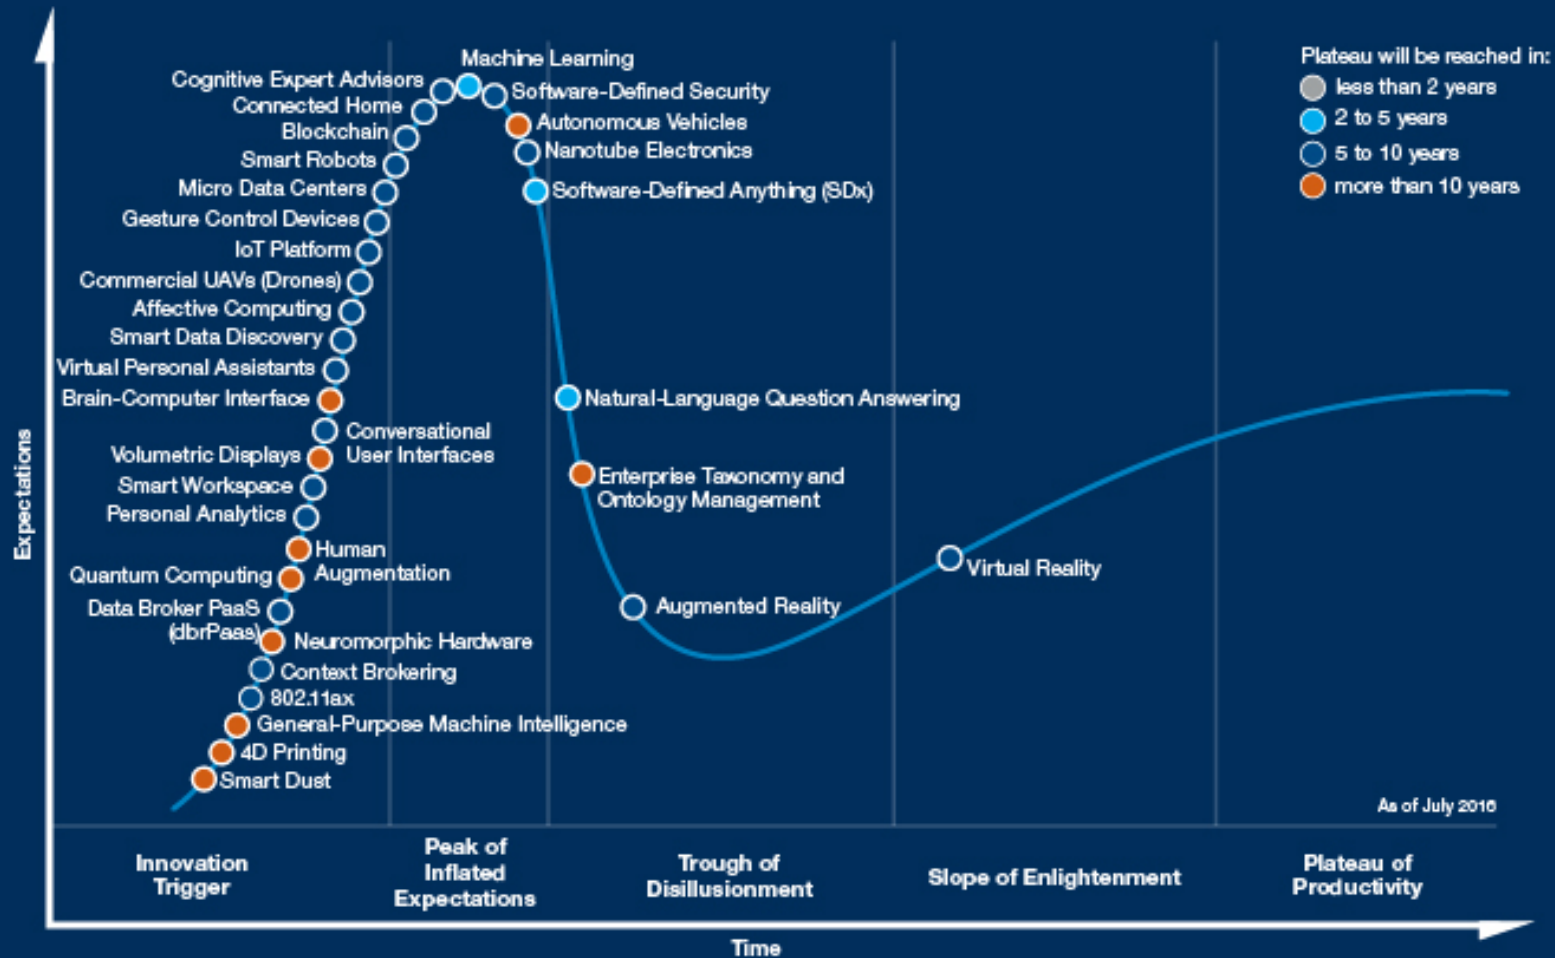 Machine Learning
Cognitive Expert Advisors
Connected Home
Blockchain
Smart Robots
Micro Data Centers
Gesture Control Devices
IoT Platform
Commercial UAVs (Drones)
Affective Computing
Smart Data Discovery
Virtual Personal Assistants
Brain-Computer Interface
Conversational
User Interfaces
Volumetric Displays
Smart Workspace
Personal Analytics
Human
Augmentation
Quantum Computing
Data Broker PaaS
(dbrPaas)
Neuromorphic Hardware
Context Brokering
802.11ax
General-Purpose Machine Intelligence
4D Printing
Smart Dust
Software-Defined Security
Autonomous Vehicles
Nanotube Electronics
Software-Defined Anything (SDx)
Natural-Language Question Answering
Enterprise Taxonomy and
Ontology Management
Augmented Reality
Virtual Reality
Plateau will be reached in:
less than 2 years
2 to 5 years
5 to 10 years
more than 10 years
As of July 2016
Expectations
Innovation
Trigger
Peak of
Inflated
Expectations
Trough of
Disillusionment
Slope of Enlightenment
Plateau of
Productivity
Time